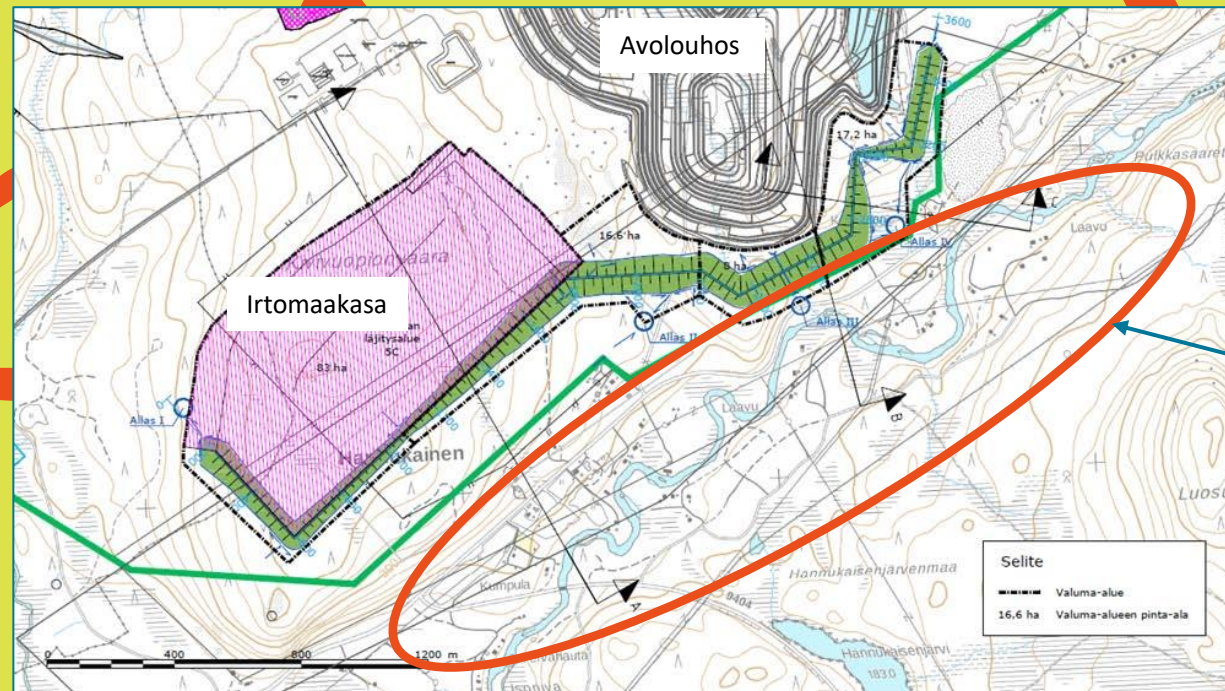 3600
Avolouhos
17,2 ha
Pulkkasaaret
C
Laavu
Allas IV
16,6 ha
Irtomaakasa
läjitysalue
5C
83 ha
Allas III
Allas I
Laavu
B
Hannukainen
Luosu
Selite
Valuma-alue
16,6 ha Valuma-alueen pinta-ala
Kumpula
A
Hannukaisenjärvenmaa
9404
0 400 800 1200 m
Hannukaisenjärvi
183.0